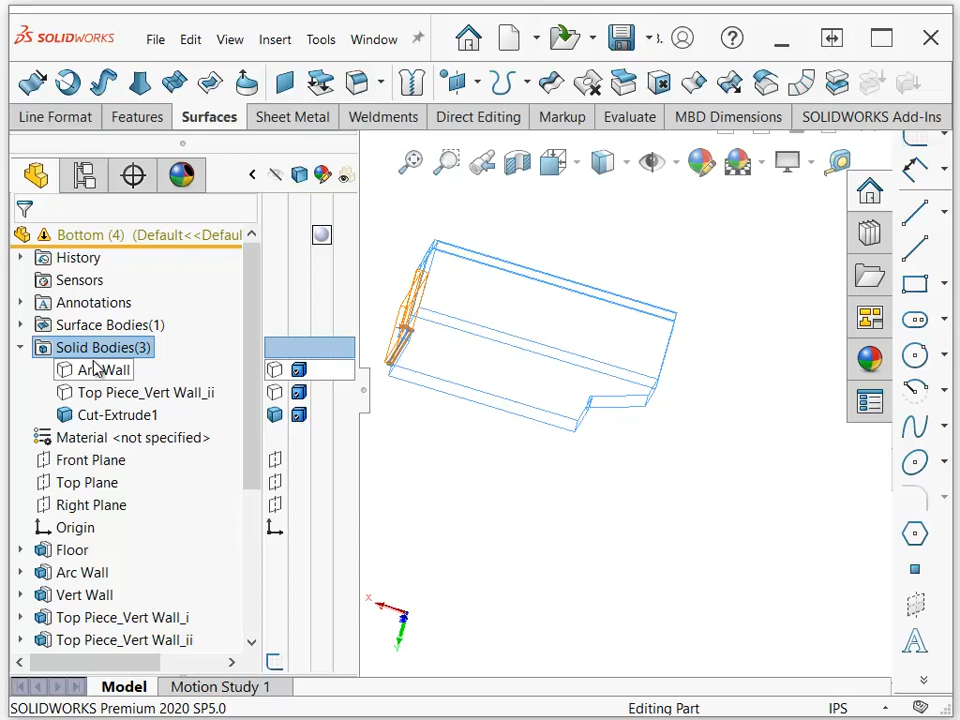 SOLIDWORKS File Edit View Insert Tools Window
Line Format Features Surfaces Sheet Metal Weldments Direct Editing Markup Evaluate MBD Dimensions SOLIDWORKS Add-Ins
Bottom (4) (Default<<Defaul
History
Sensors
Annotations
Surface Bodies(1)
Solid Bodies(3)
Arc Wall
Top Piece_Vert Wall_ii
Cut-Extrude1
Material <not specified>
Front Plane
Top Plane
Right Plane
Origin
Floor
Arc Wall
Vert Wall
Top Piece_Vert Wall_i
Top Piece_Vert Wall_ii
X
Y
Model Motion Study 1
SOLIDWORKS Premium 2020 SP5.0 Editing Part IPS